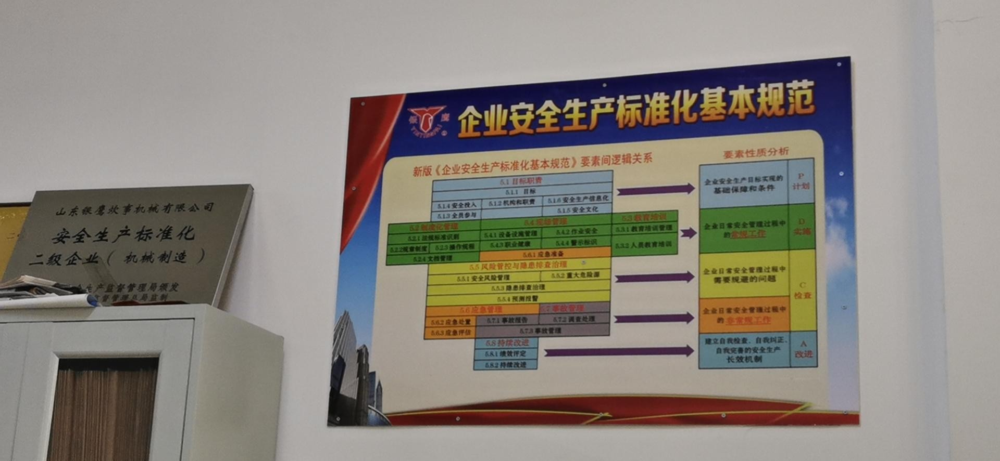 山东银鹰炊事机械有限公司
安全生产标准化
二级企业（机械制造）
生产监督管理局颁发
监督管理总局监制
银鹰
企业安全生产标准化基本规范
新版《企业安全生产标准化基本规范》要素间逻辑关系
要素性质分析
5.1 目标职责
5.1.1 目标
5.1.4 安全投入
5.1.2 机构和职责
5.1.6 安全生产信息化
5.1.3 全员参与
5.1.5 安全文化
5.2 制度化管理
5.4 现场管理
5.3 教育培训
5.2.1 法规标准识别
5.4.1 设备设施管理
5.4.2 作业安全
5.3.1 教育培训管理
5.2.2规章制度
5.2.3 操作规程
5.4.3 职业健康
5.4.4 警示标识
5.3.2 人员教育培训
5.2.4 文档管理
5.6.1 应急准备
5.5 风险管控与隐患排查治理
5.5.1 安全风险管理
5.5.2 重大危险源
5.5.3 隐患排查治理
5.5.4 预测报警
5.6 应急管理
5.7 事故管理
5.6.2 应急处置
5.7.1 事故报告
5.7.2 调查处理
5.6.3 应急评估
5.7.3 事故管理
5.8 持续改进
5.8.1 绩效评定
5.8.2 持续改进
企业安全生产目标实现的
基础保障和条件
P
计划
企业日常安全管理过程中
的常规工作
D
实施
企业日常安全管理过程中
需要规避的问题
C
检查
企业日常安全管理过程中
的非常规工作
建立自我检查、自我纠正、
自我完善的安全生产
长效机制
A
改进